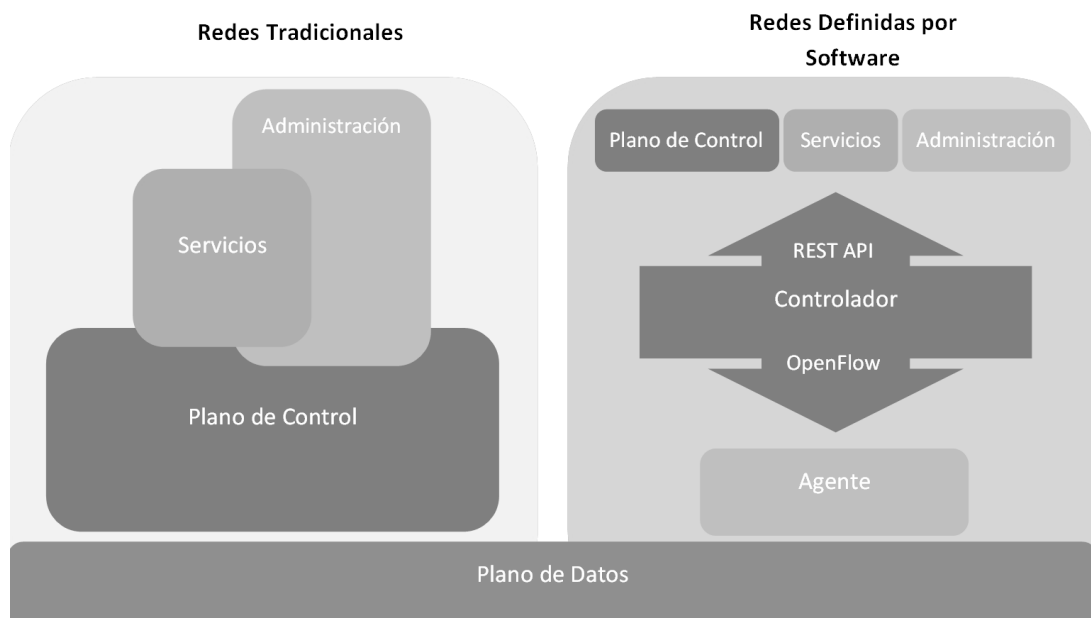 Redes Tradicionales
Administración
Servicios
Plano de Control
Redes Definidas por
Software
Plano de Control
Servicios
Administración
REST API
Controlador
OpenFlow
Agente
Plano de Datos